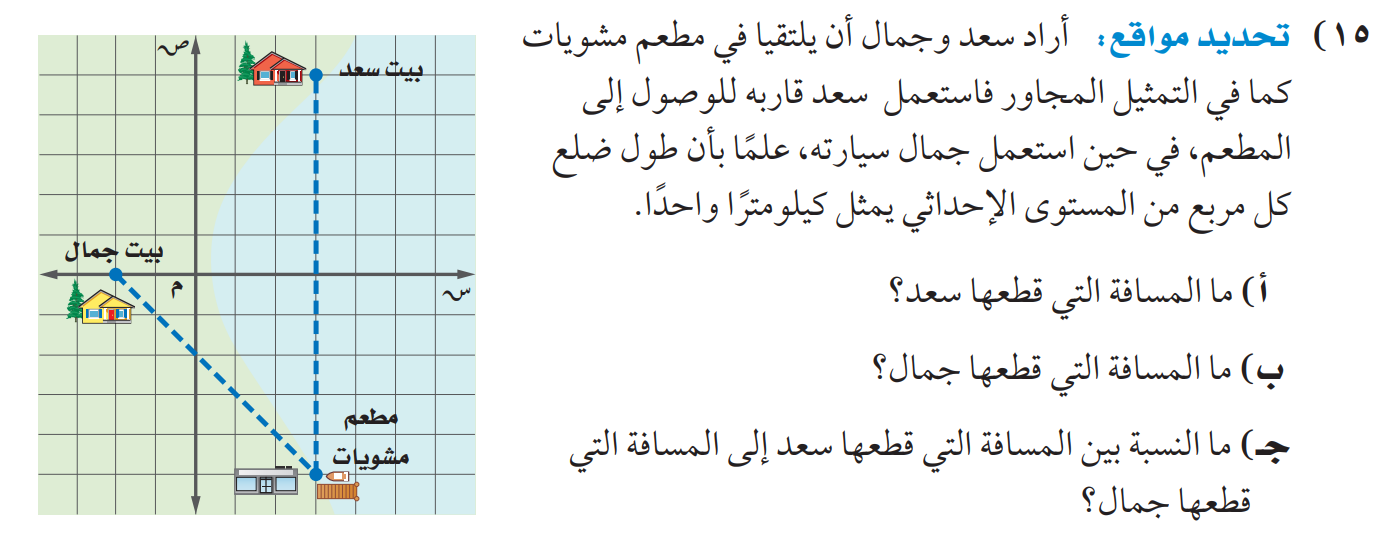 ١٥) تحديد مواقع: أراد سعد وجمال أن يلتقيا في مطعم مشويات
كما في التمثيل المجاور فاستعمل سعد قاربه للوصول إلى
المطعم، في حين استعمل جمال سيارته، علمًا بأن طول ضلع
كل مربع من المستوى الإحداثي يمثل كيلومترًا واحدًا.
أ) ما المسافة التي قطعها سعد؟
ب) ما المسافة التي قطعها جمال؟
جـ) ما النسبة بين المسافة التي قطعها سعد إلى المسافة التي
قطعها جمال؟
ص
بيت سعد
بيت جمال
م
س
مطعم
مشويات